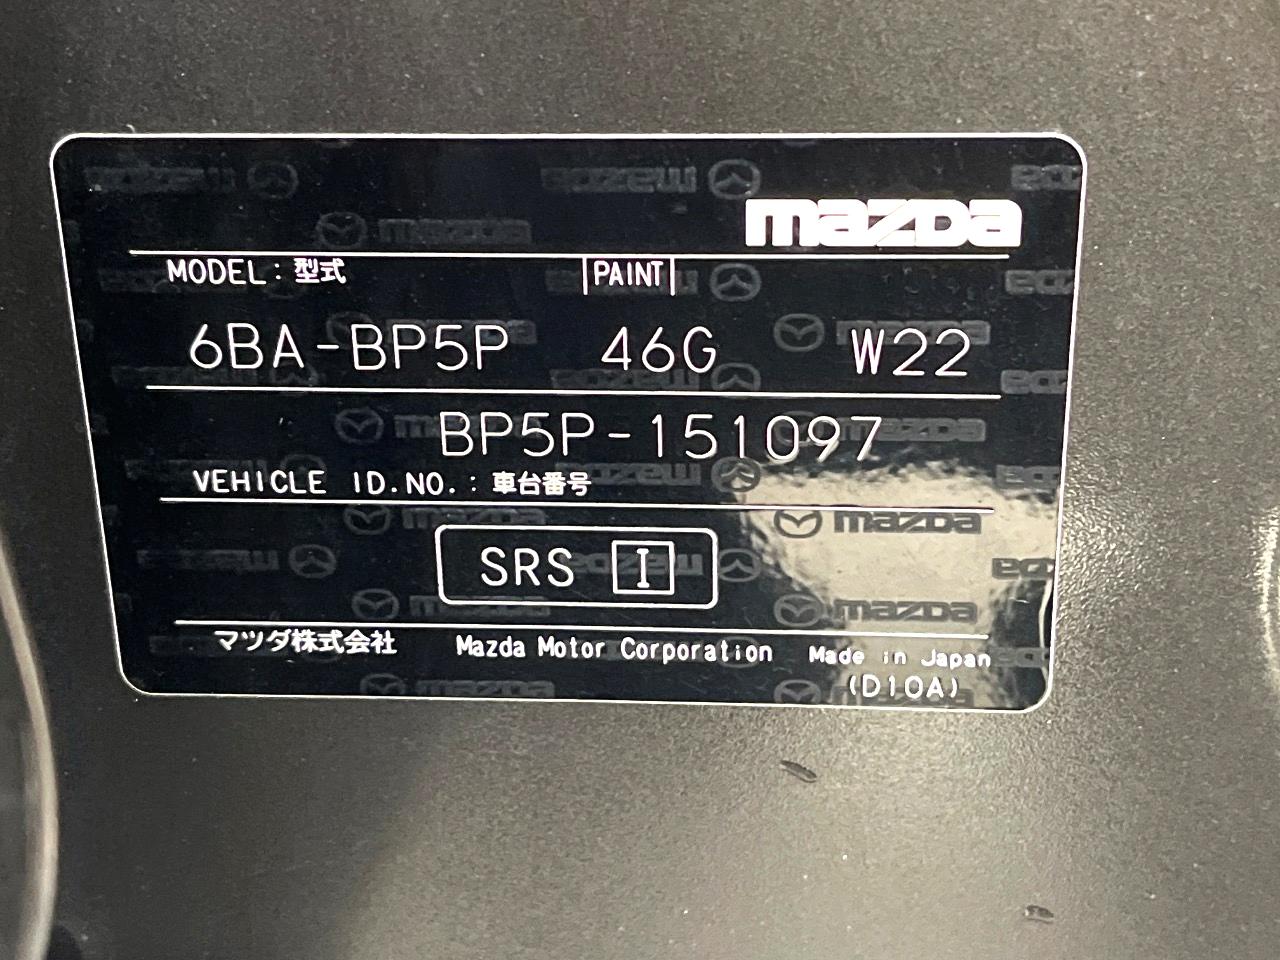 mazda
MODEL: 型式 PAINT
6BA-BP5P 46G W22
BP5P-151097
VEHICLE ID.NO.: 車台番号
SRS I
マツダ株式会社 Mazda Motor Corporation Made in Japan
(D10A)